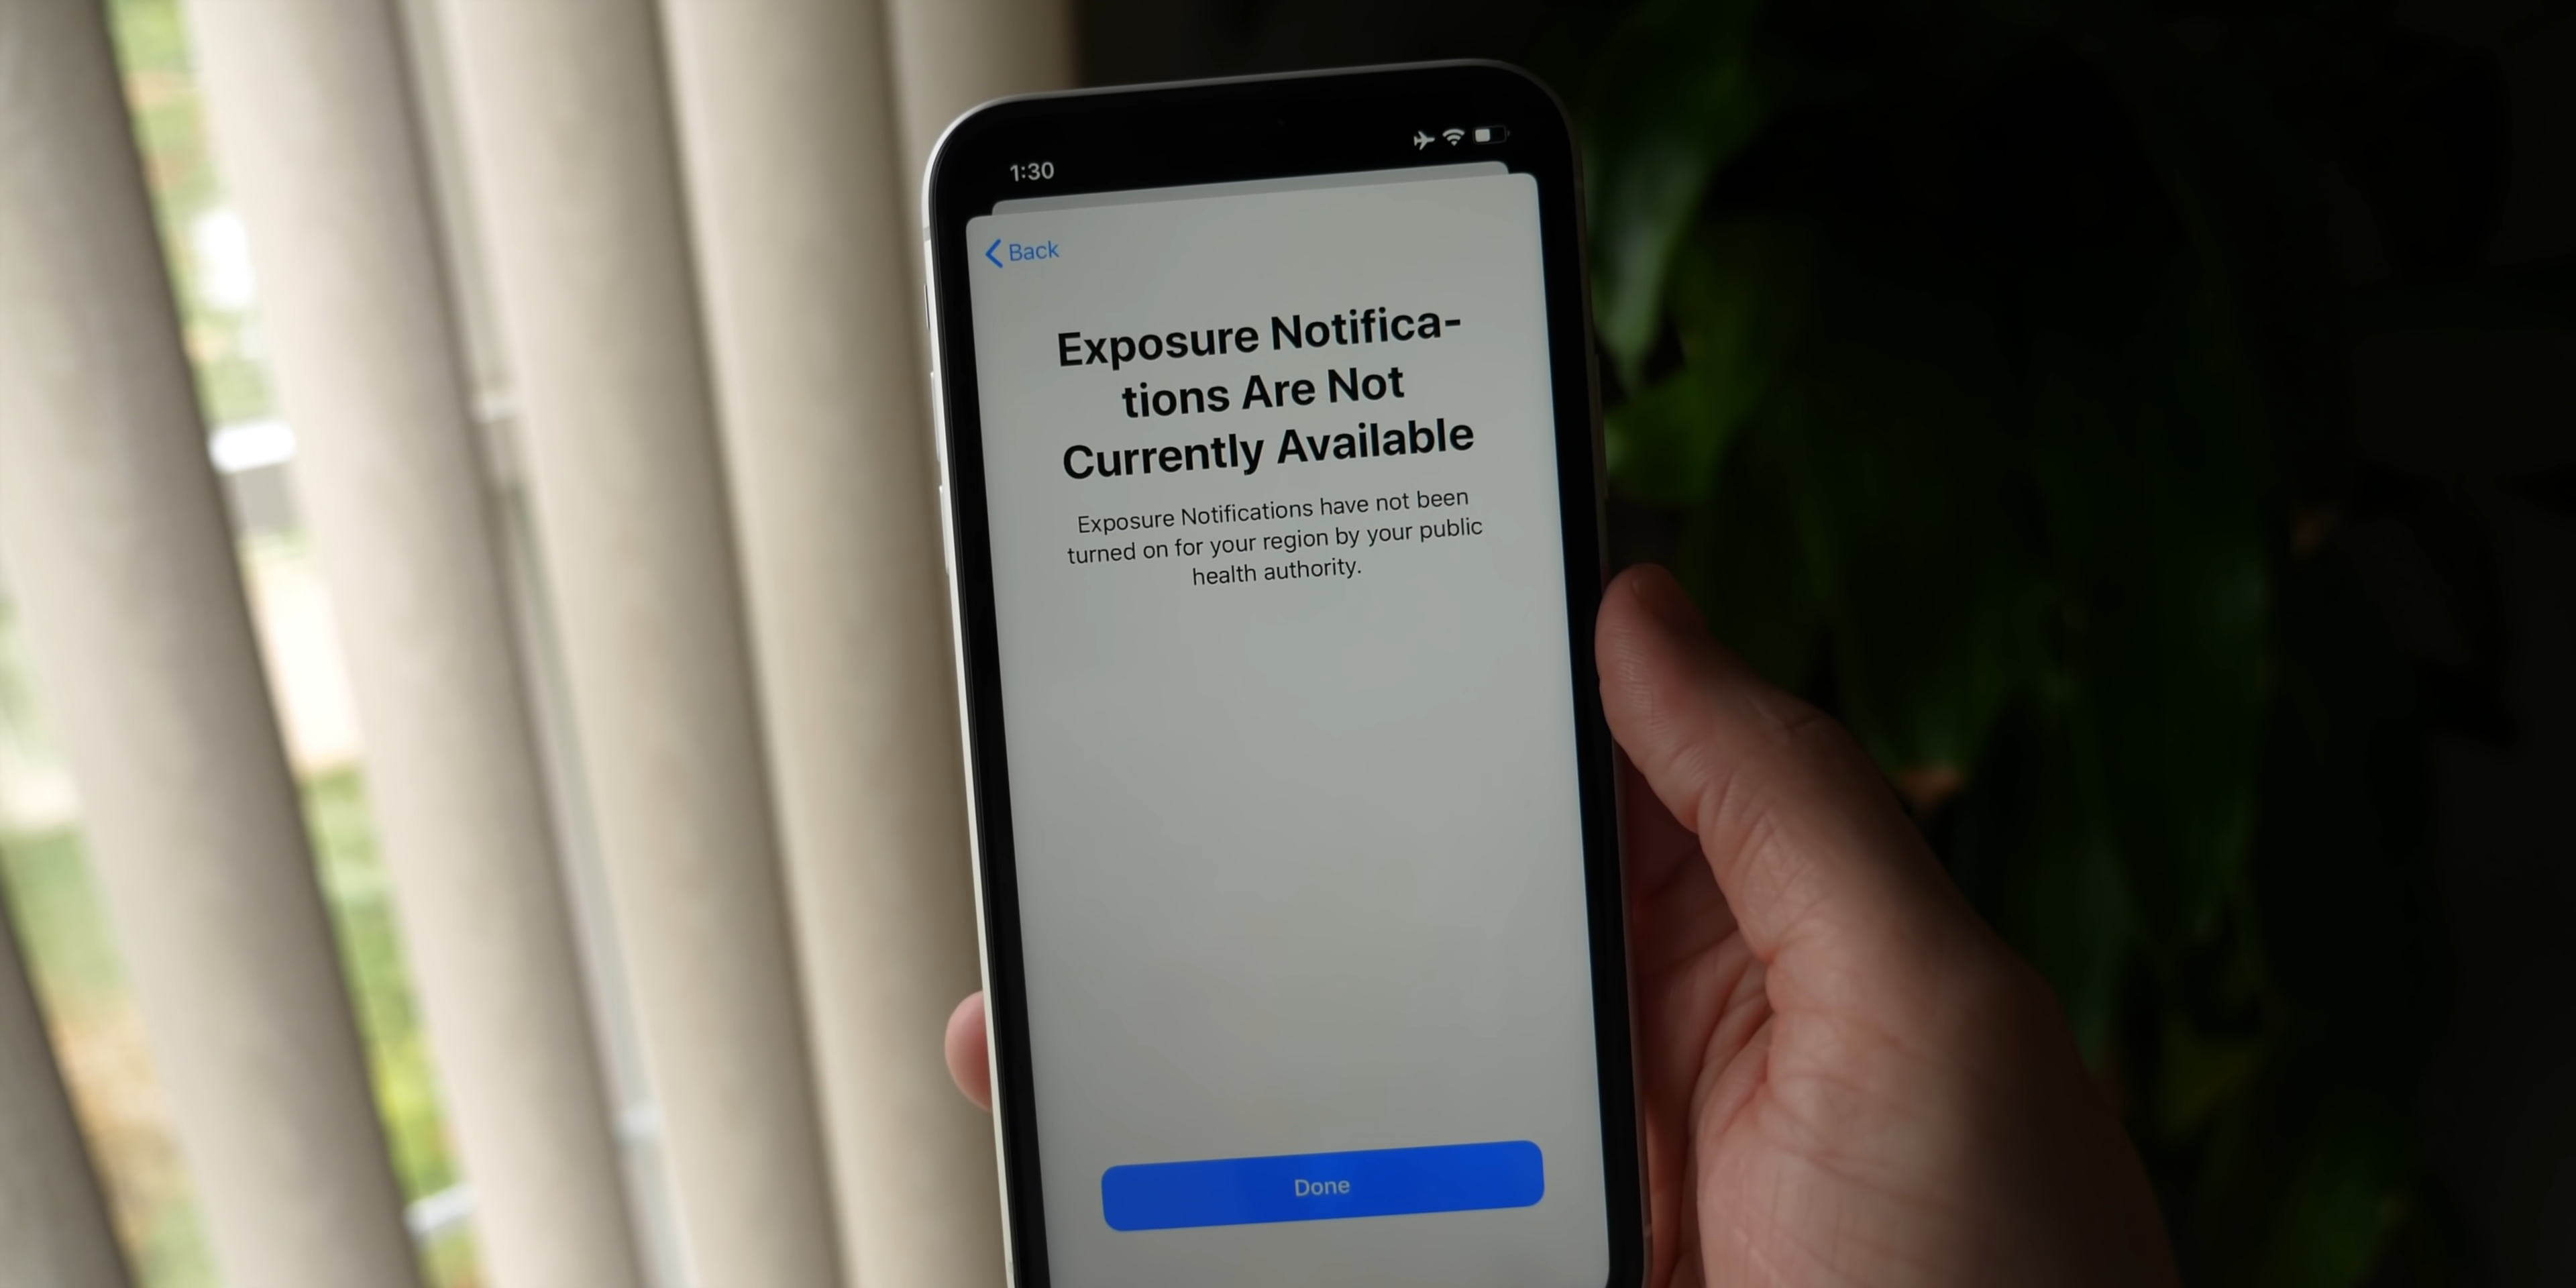 1:30
Back
Exposure Notifica-
tions Are Not
Currently Available
Exposure Notifications have not been
turned on for your region by your public
health authority.
Done